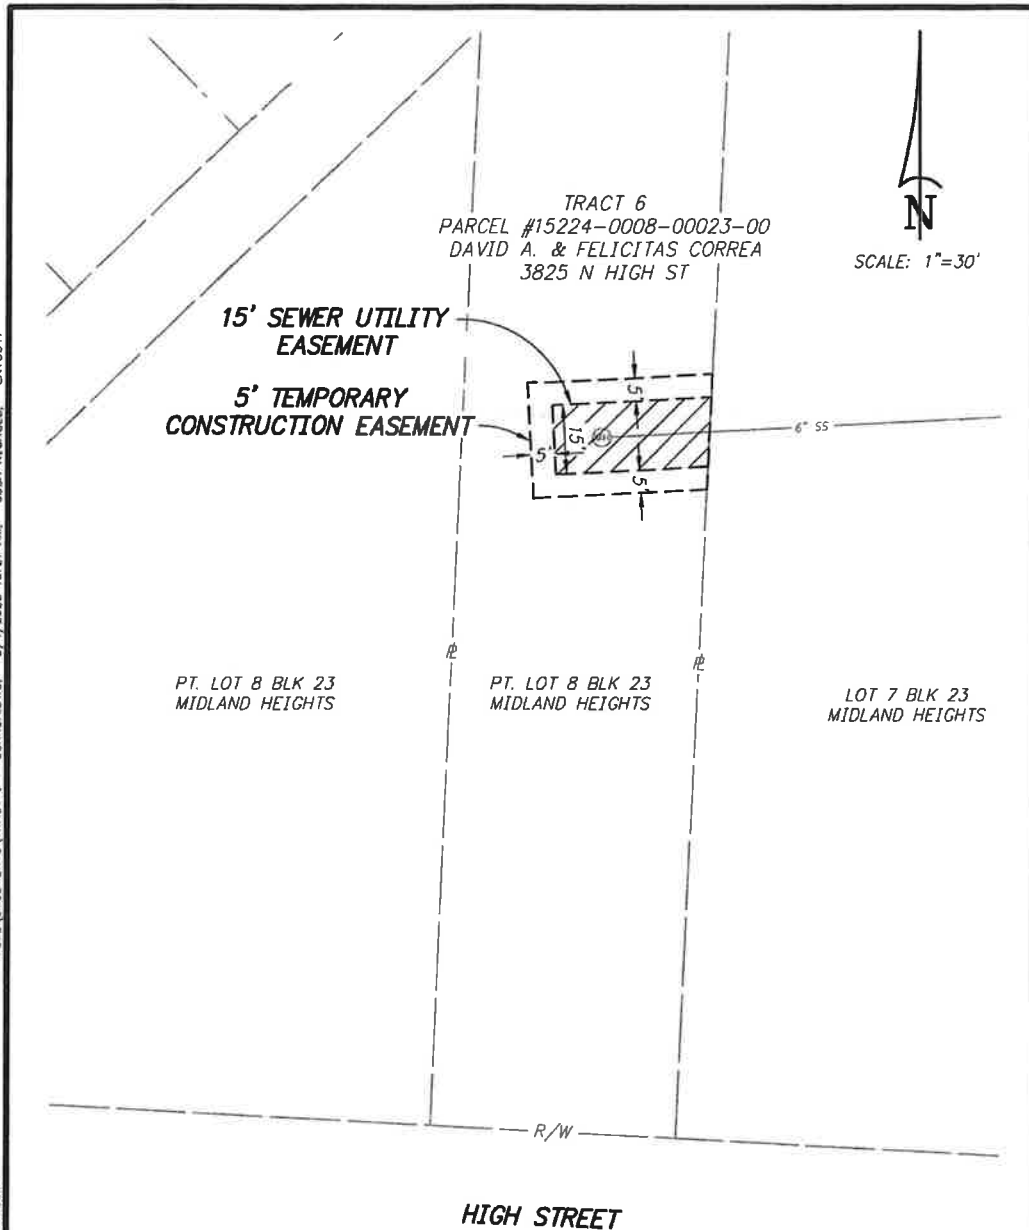 TRACT 6
PARCEL #15224-0008-00023-00
DAVID A. & FELICITAS CORREA
3825 N HIGH ST
N
SCALE: 1"=30'
15' SEWER UTILITY
EASEMENT
5' TEMPORARY
CONSTRUCTION EASEMENT
5'
15'
5'
5'
6" SS
PL
PL
PT. LOT 8 BLK 23
MIDLAND HEIGHTS
PT. LOT 8 BLK 23
MIDLAND HEIGHTS
LOT 7 BLK 23
MIDLAND HEIGHTS
R/W
HIGH STREET